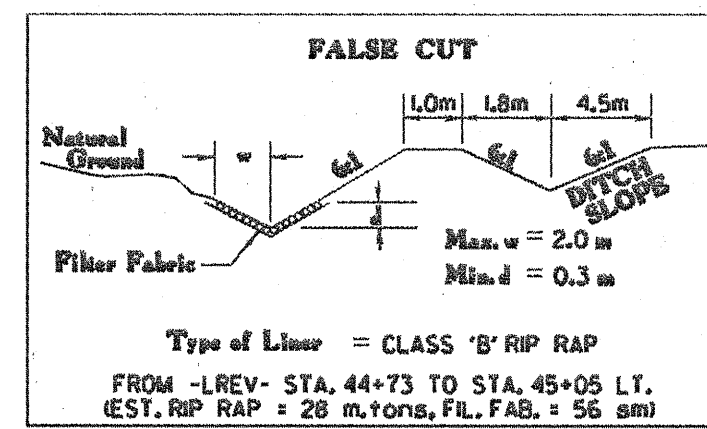 FALSE CUT
1.0m 1.8m 4.5m
Natural
Ground
w
6:1
6:1
6:1
DITCH
SLOPE
d
Max. w = 2.0 m
Min. d = 0.3 m
Filter Fabric
Type of Liner = CLASS 'B' RIP RAP
FROM -LREV- STA. 44+73 TO STA. 45+05 LT.
(EST. RIP RAP = 28 m.tons, FIL. FAB. = 56 sm)